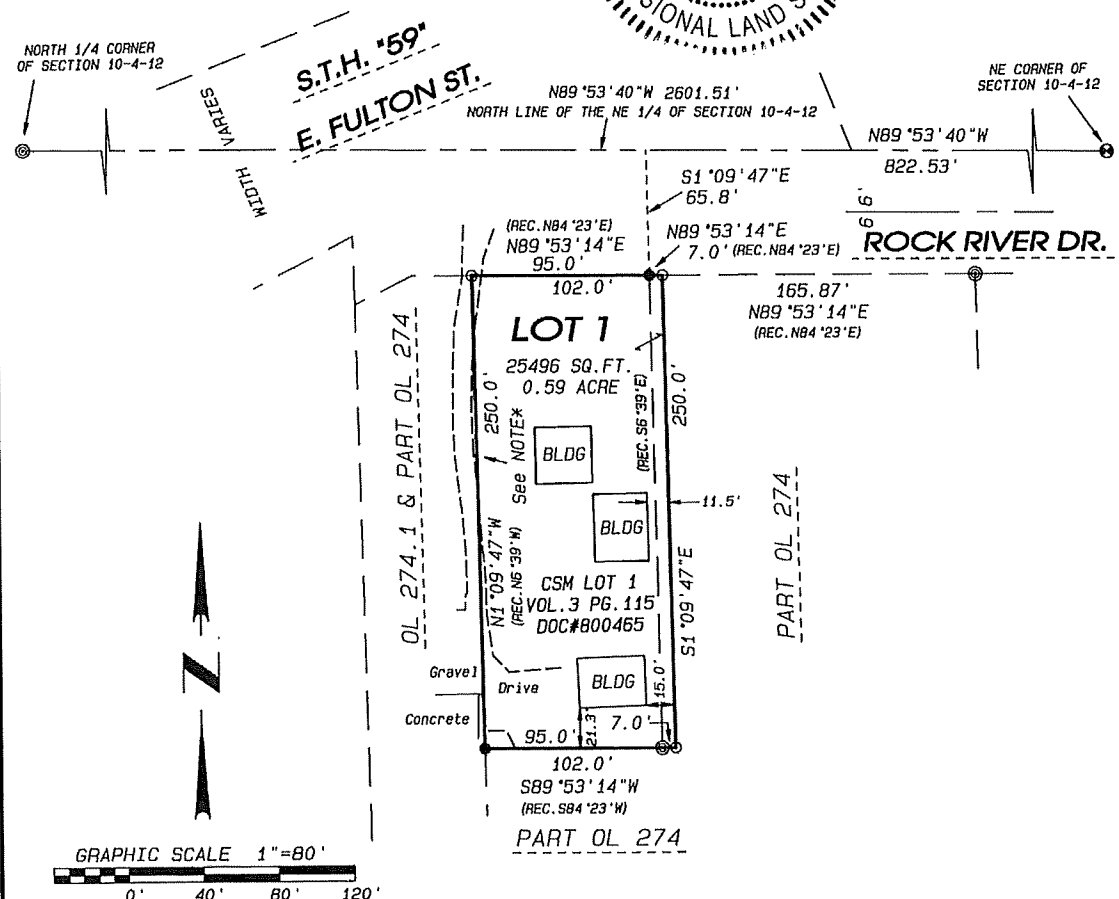 SIONAL LAND S
NORTH 1/4 CORNER
OF SECTION 10-4-12
S.T.H. "59"
E. FULTON ST.
WIDTH VARIES
N89°53'40"W 2601.51'
NORTH LINE OF THE NE 1/4 OF SECTION 10-4-12
NE CORNER OF
SECTION 10-4-12
N89°53'40"W
822.53'
S1°09'47"E
65.8'
66'
ROCK RIVER DR.
(REC.N84°23'E)
N89°53'14"E
95.0'
102.0'
N89°53'14"E
7.0' (REC.N84°23'E)
165.87'
N89°53'14"E
(REC.N84°23'E)
LOT 1
25496 SQ.FT.
0.59 ACRE
OL 274.1 & PART OL 274
250.0'
See NOTE*
N1°09'47"W
(REC.N6°39'W)
(REC.S6°39'E)
250.0'
S1°09'47"E
BLDG
BLDG
11.5'
CSM LOT 1
VOL.3 PG.115
DOC#800465
PART OL 274
BLDG
15.0'
Gravel
Drive
Concrete
21.3'
7.0'
95.0'
102.0'
S89°53'14"W
(REC.S84°23'W)
PART OL 274
N
GRAPHIC SCALE 1"=80'
0' 40' 80' 120'